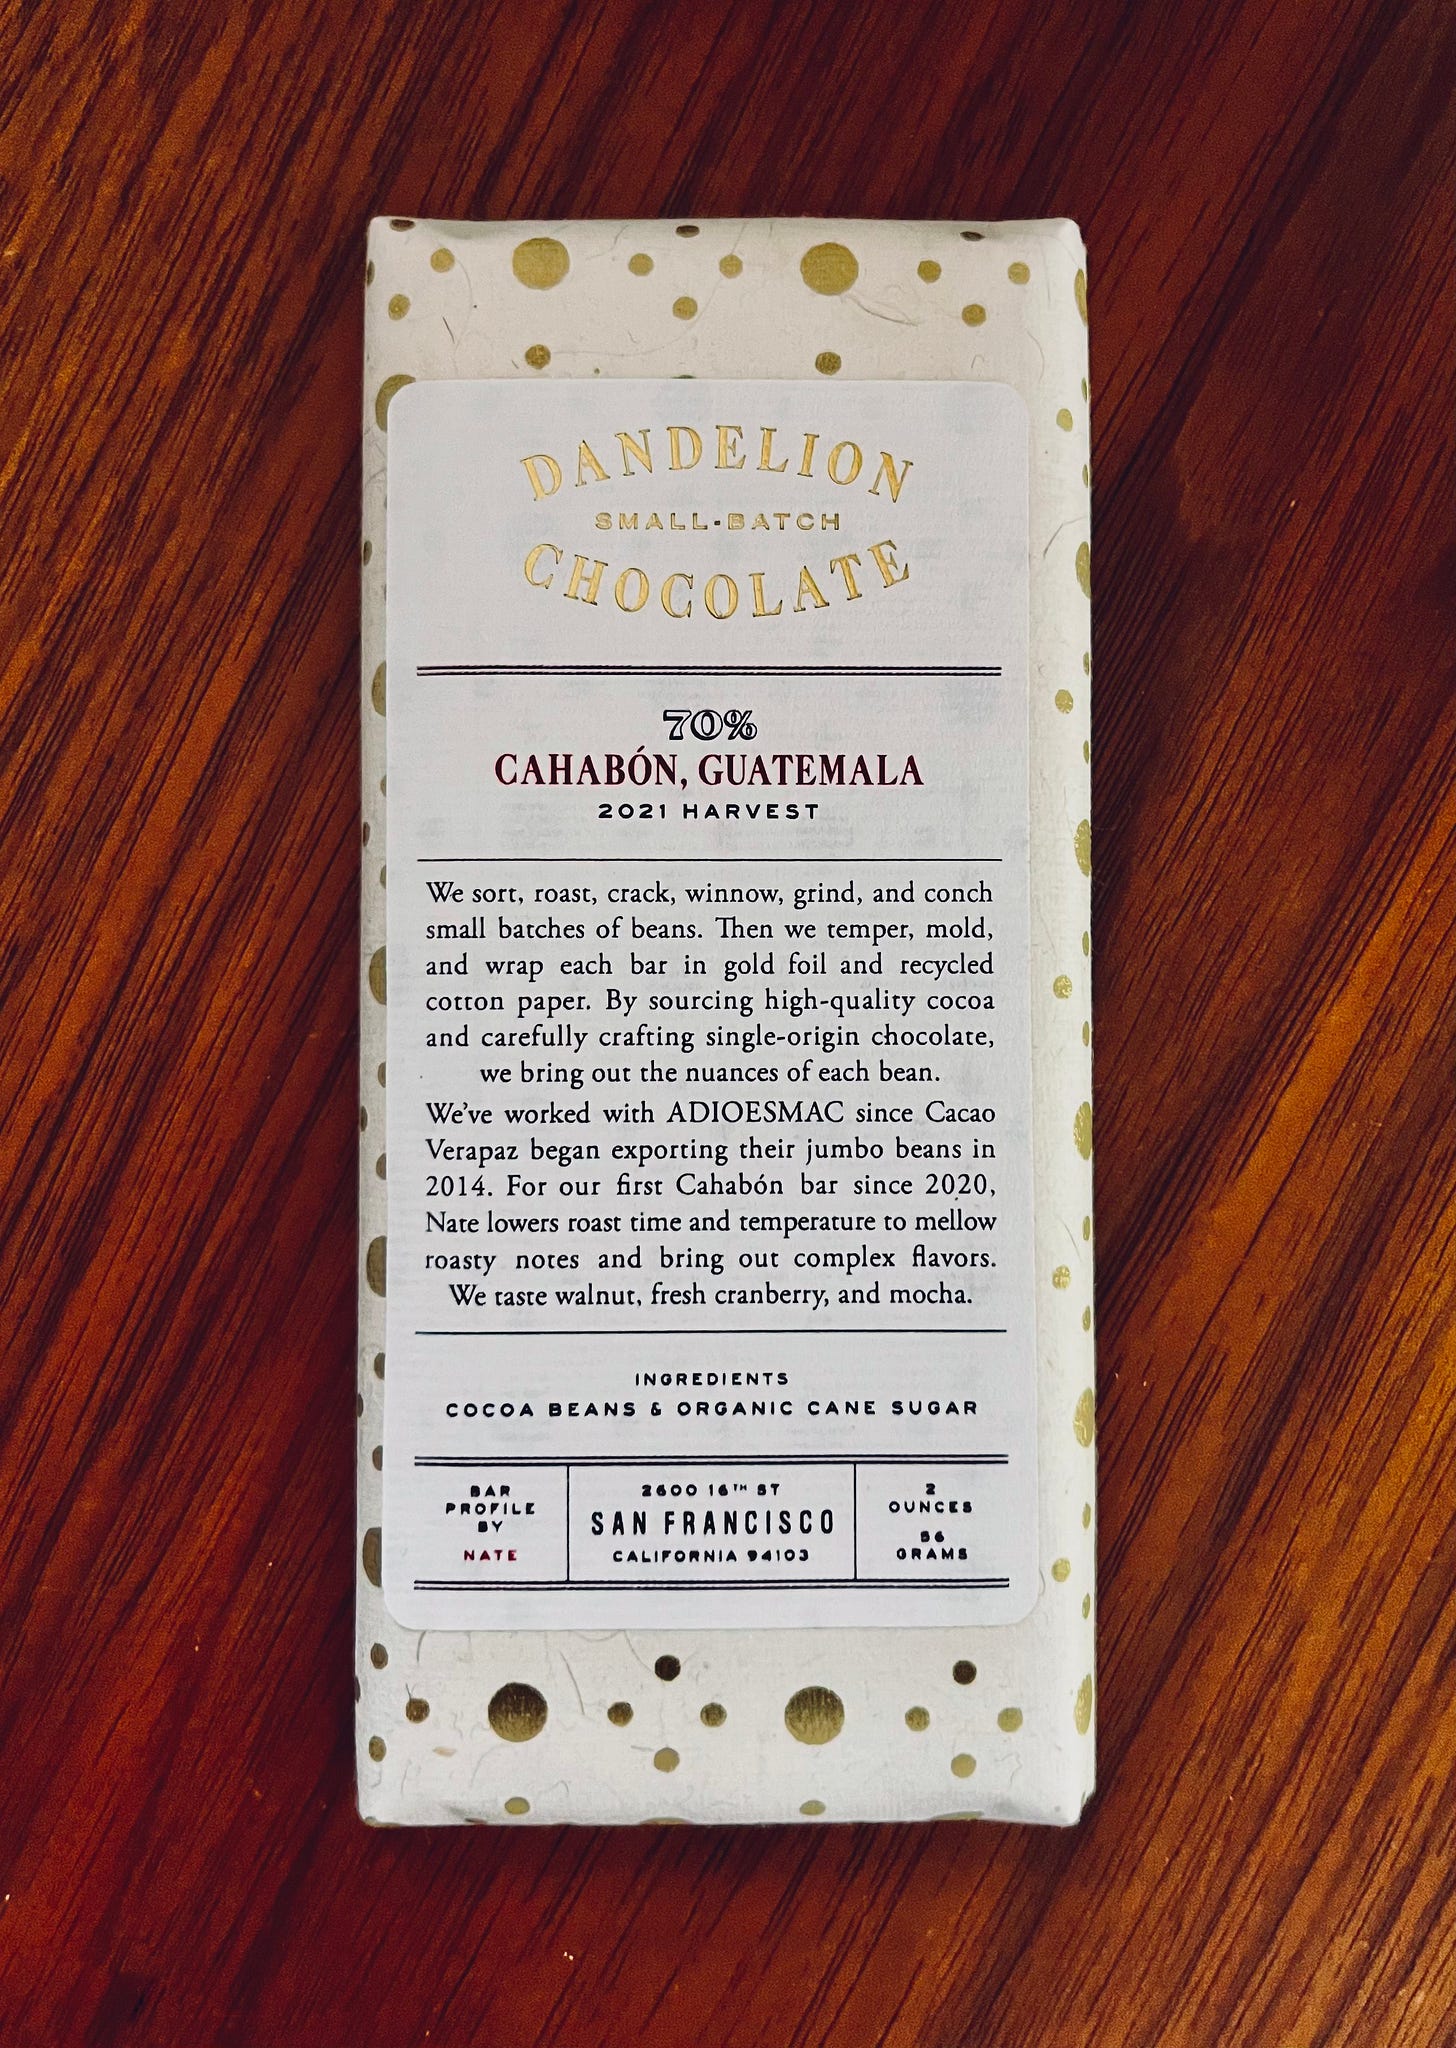 DANDELION
SMALL-BATCH
CHOCOLATE
70%
CAHABÓN, GUATEMALA
2021 HARVEST
We sort, roast, crack, winnow, grind, and conch
small batches of beans. Then we temper, mold,
and wrap each bar in gold foil and recycled
cotton paper. By sourcing high-quality cocoa
and carefully crafting single-origin chocolate,
we bring out the nuances of each bean.
We've worked with ADIOESMAC since Cacao
Verapaz began exporting their jumbo beans in
2014. For our first Cahabón bar since 2020,
Nate lowers roast time and temperature to mellow
roasty notes and bring out complex flavors.
We taste walnut, fresh cranberry, and mocha.
INGREDIENTS
COCOA BEANS & ORGANIC CANE SUGAR
BAR
PROFILE
BY
NATE
2600 16TH ST
SAN FRANCISCO
CALIFORNIA 94103
2
OUNCES
56
GRAMS